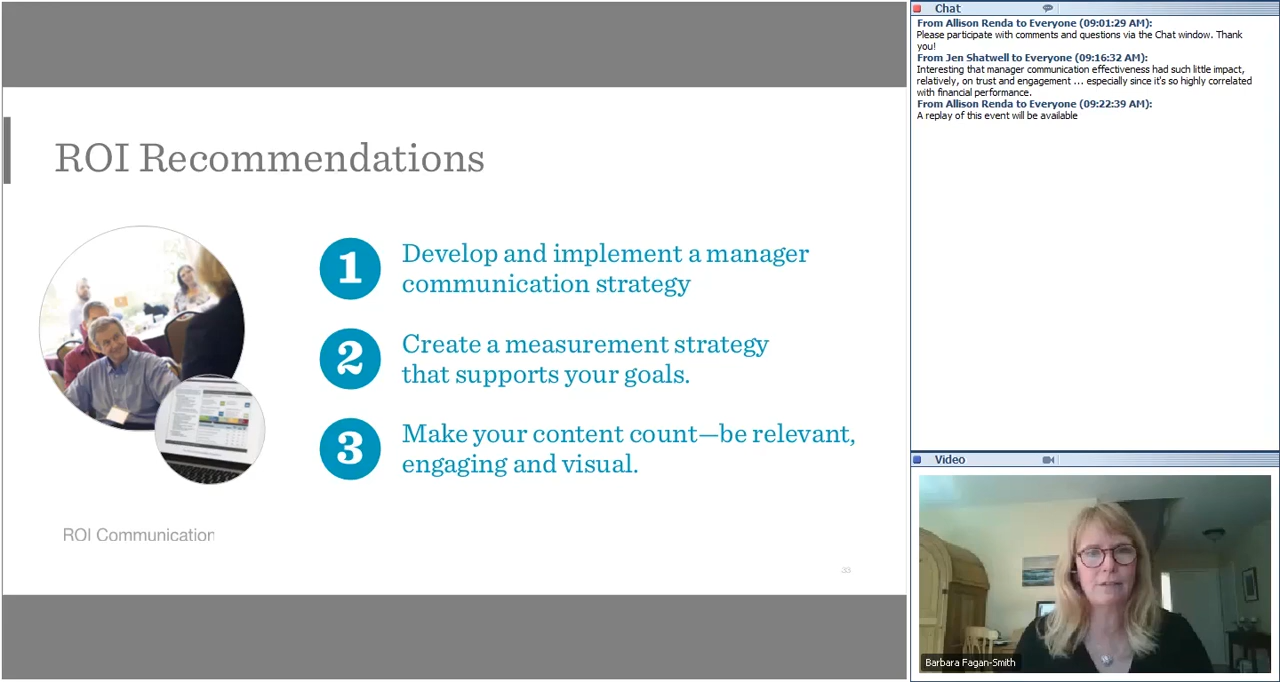 ROI Recommendations
1
Develop and implement a manager
communication strategy
2
Create a measurement strategy
that supports your goals.
3
Make your content count—be relevant,
engaging and visual.
ROI Communication
33
Chat
From Allison Renda to Everyone (09:01:29 AM):
Please participate with comments and questions via the Chat window. Thank
you!
From Jen Shatwell to Everyone (09:16:32 AM):
Interesting that manager communication effectiveness had such little impact,
relatively, on trust and engagement ... especially since it's so highly correlated
with financial performance.
From Allison Renda to Everyone (09:22:39 AM):
A replay of this event will be available
Video
Barbara Fagan-Smith